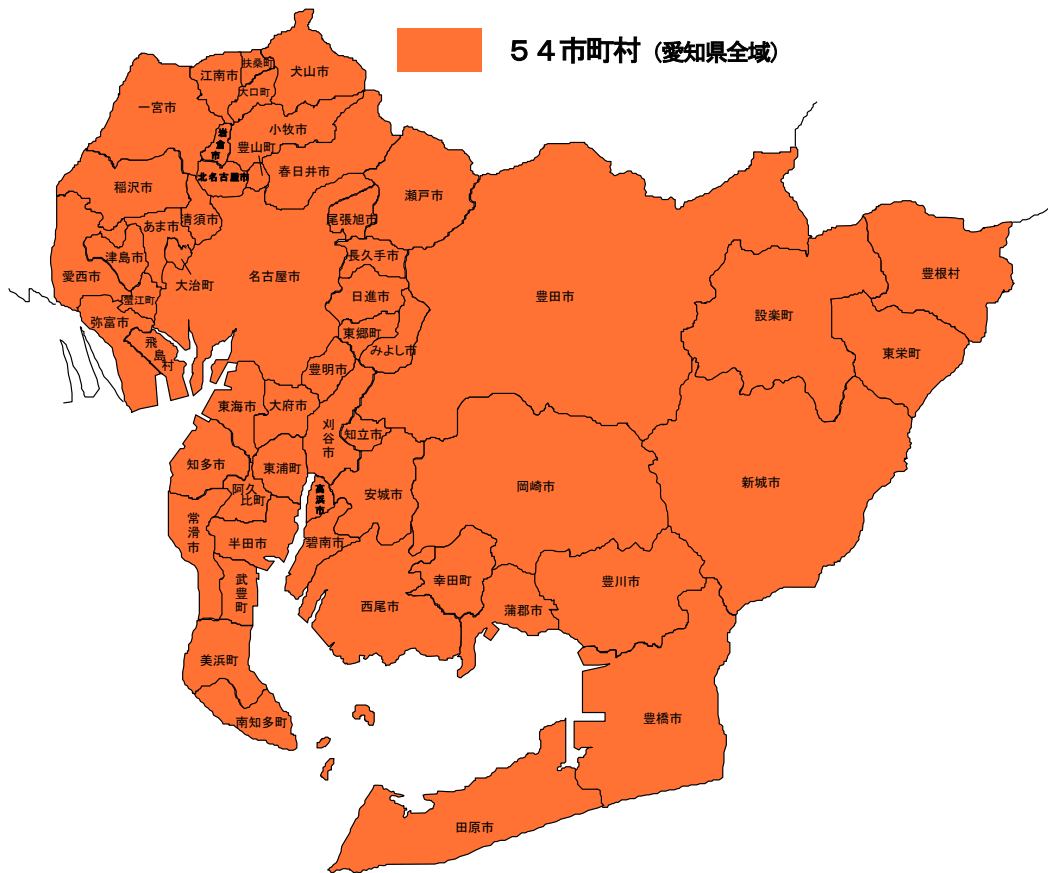 ５４市町村（愛知県全域）
扶桑町
犬山市
江南市
大口町
一宮市
小牧市
岩倉市
豊山町
春日井市
北名古屋市
稲沢市
瀬戸市
尾張旭市
清須市
あま市
長久手市
津島市
愛西市
大治町
名古屋市
豊田市
豊根村
日進市
蟹江町
設楽町
弥富市
東郷町
飛島村
みよし市
東栄町
豊明市
東海市
大府市
刈谷市
知立市
知多市
東浦町
阿久比町
高浜市
安城市
岡崎市
新城市
常滑市
半田市
碧南市
武豊町
幸田町
豊川市
西尾市
蒲郡市
美浜町
南知多町
豊橋市
田原市